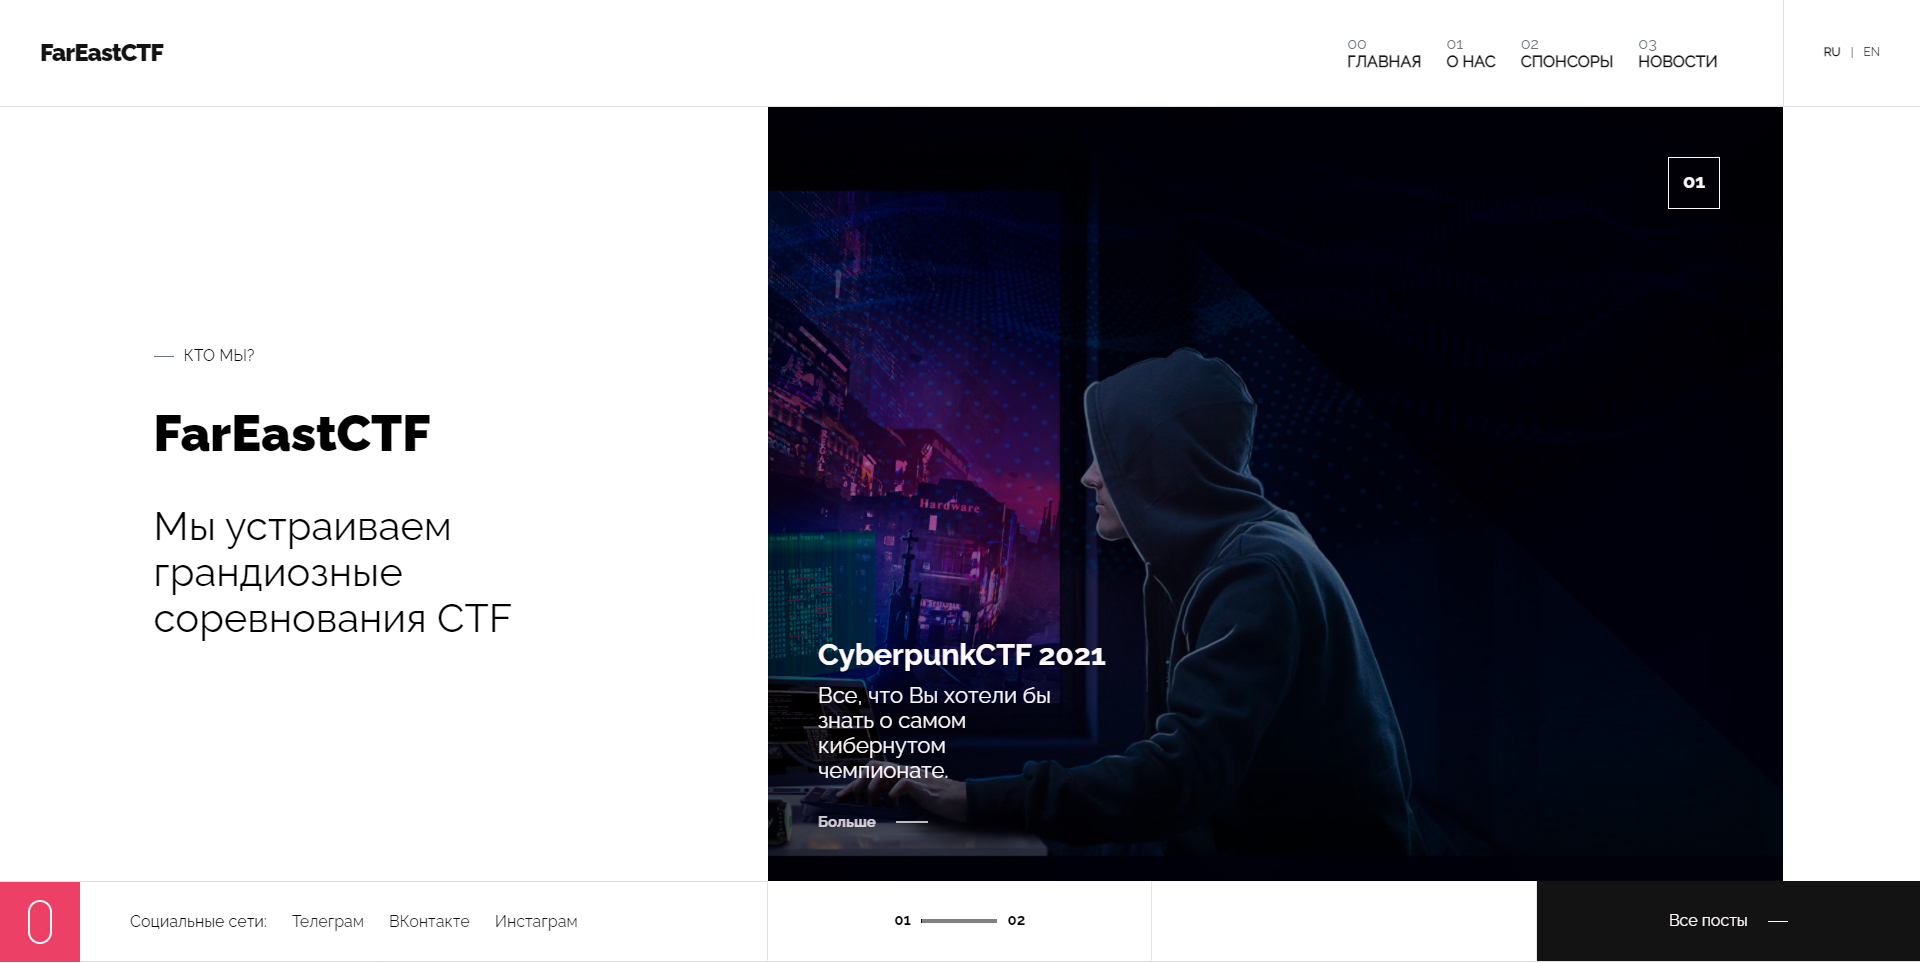 FarEastCTF
00
ГЛАВНАЯ
01
О НАС
02
СПОНСОРЫ
03
НОВОСТИ
RU | EN
01
— КТО МЫ?
FarEastCTF
Мы устраиваем
грандиозные
соревнования CTF
Hardware
CyberpunkCTF 2021
Все, что Вы хотели бы
знать о самом
кибернутом
чемпионате.
Больше
Социальные сети: Телеграм ВКонтакте Инстаграм
01
02
Все посты